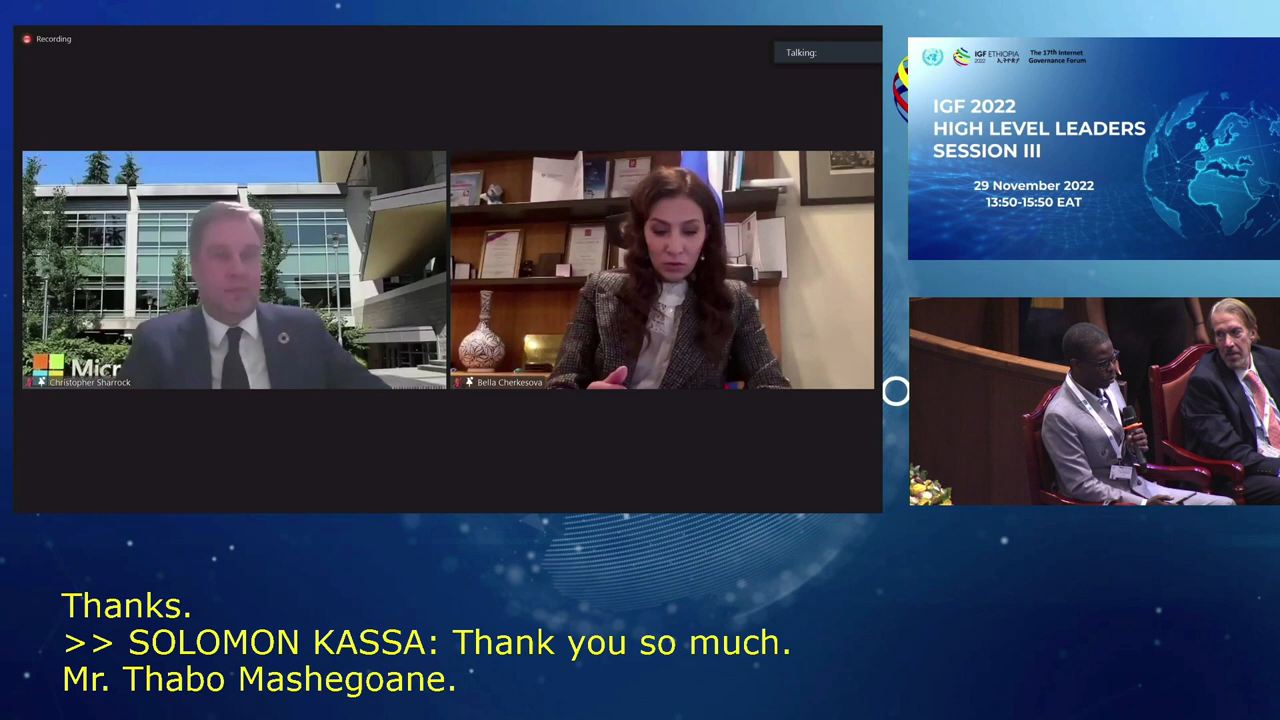 Recording
Talking:
Micr
Christopher Sharrock
Bella Cherkesova
IGF ETHIOPIA
2022 ኢትዮጵያ
The 17th Internet
Governance Forum
IGF 2022
HIGH LEVEL LEADERS
SESSION III
29 November 2022
13:50-15:50 EAT
O
Thanks.
>> SOLOMON KASSA: Thank you so much.
Mr. Thabo Mashegoane.